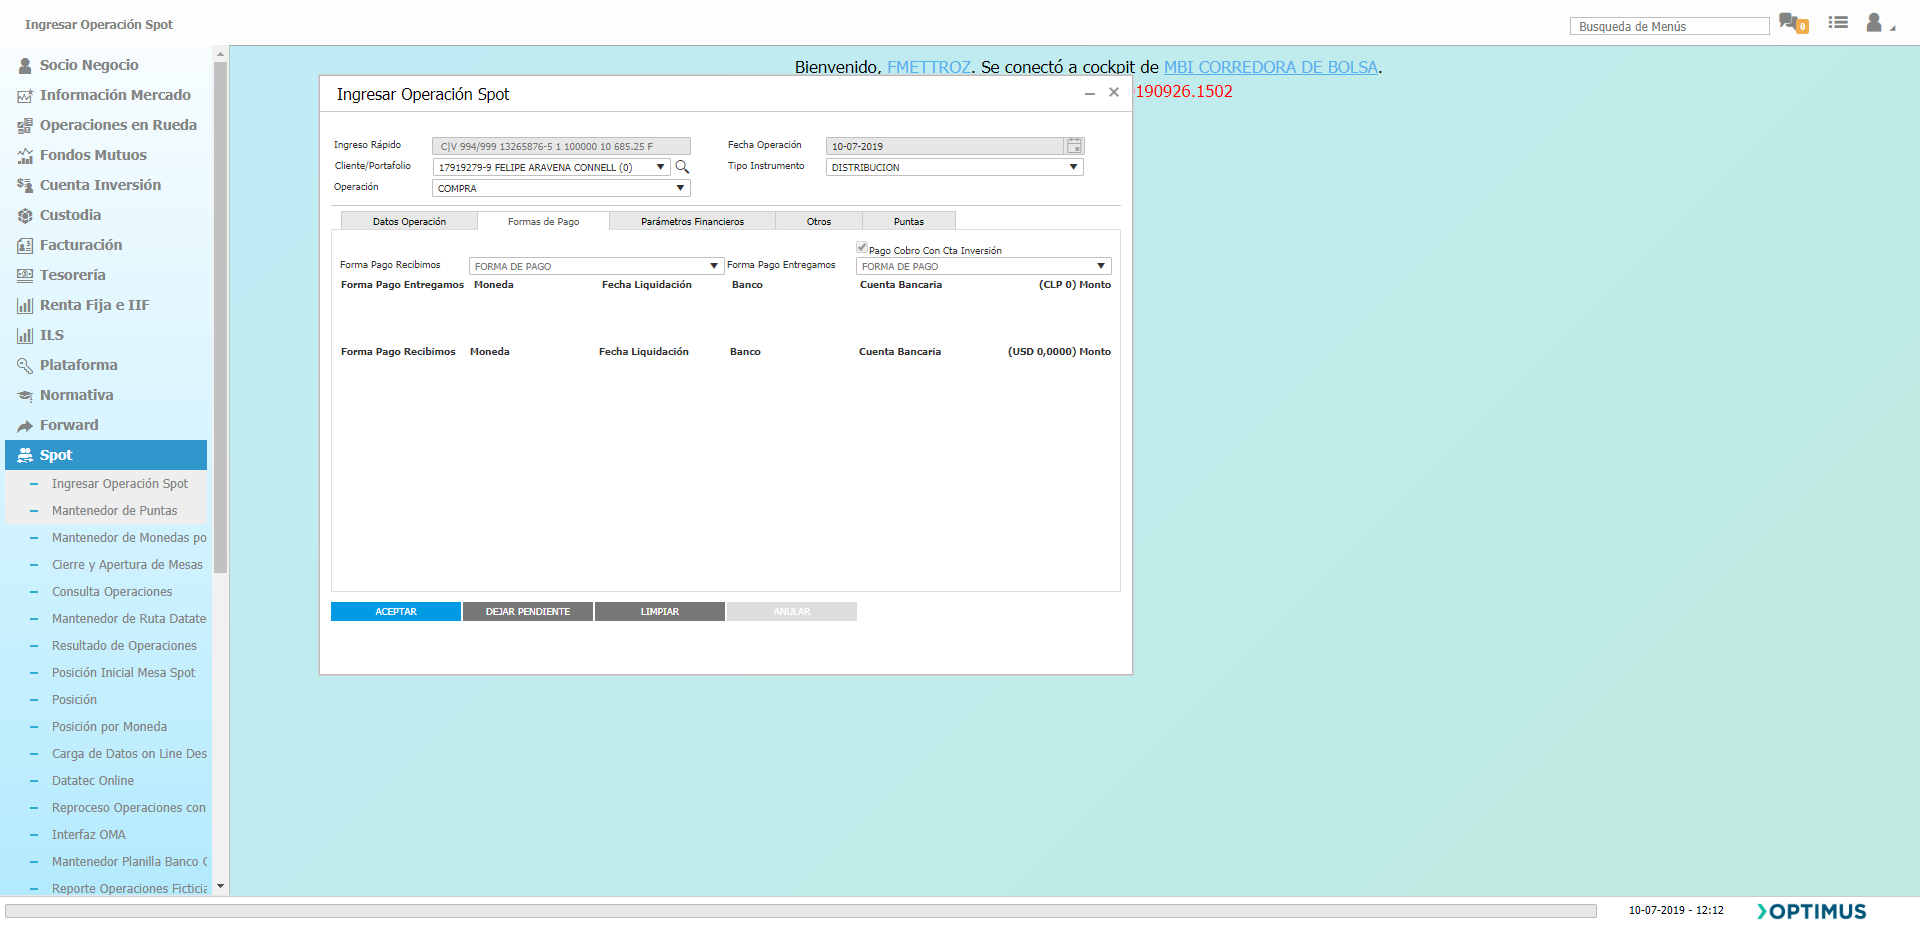 Ingresar Operación Spot
Busqueda de Menús
0
Socio Negocio
Información Mercado
Operaciones en Rueda
Fondos Mutuos
Cuenta Inversión
Custodia
Facturación
Tesorería
Renta Fija e IIF
ILS
Plataforma
Normativa
Forward
Spot
Ingresar Operación Spot
Mantenedor de Puntas
Mantenedor de Monedas po
Cierre y Apertura de Mesas
Consulta Operaciones
Mantenedor de Ruta Datate
Resultado de Operaciones
Posición Inicial Mesa Spot
Posición
Posición por Moneda
Carga de Datos on Line Des
Datatec Online
Reproceso Operaciones con
Interfaz OMA
Mantenedor Planilla Banco C
Reporte Operaciones Ficticia
Bienvenido, FMETTROZ. Se conectó a cockpit de MBI CORREDORA DE BOLSA.
190926.1502
Ingresar Operación Spot
Ingreso Rápido C|V 994/999 13265876-5 1 100000 10 685.25 F Fecha Operación 10-07-2019
Cliente/Portafolio 17919279-9 FELIPE ARAVENA CONNELL (0) Tipo Instrumento DISTRIBUCION
Operación COMPRA
Datos Operación Formas de Pago Parámetros Financieros Otros Puntas
Pago Cobro Con Cta Inversión
Forma Pago Recibimos FORMA DE PAGO Forma Pago Entregamos FORMA DE PAGO
Forma Pago Entregamos Moneda Fecha Liquidación Banco Cuenta Bancaria (CLP 0) Monto
Forma Pago Recibimos Moneda Fecha Liquidación Banco Cuenta Bancaria (USD 0,0000) Monto
ACEPTAR DEJAR PENDIENTE LIMPIAR ANULAR
10-07-2019 - 12:12 OPTIMUS